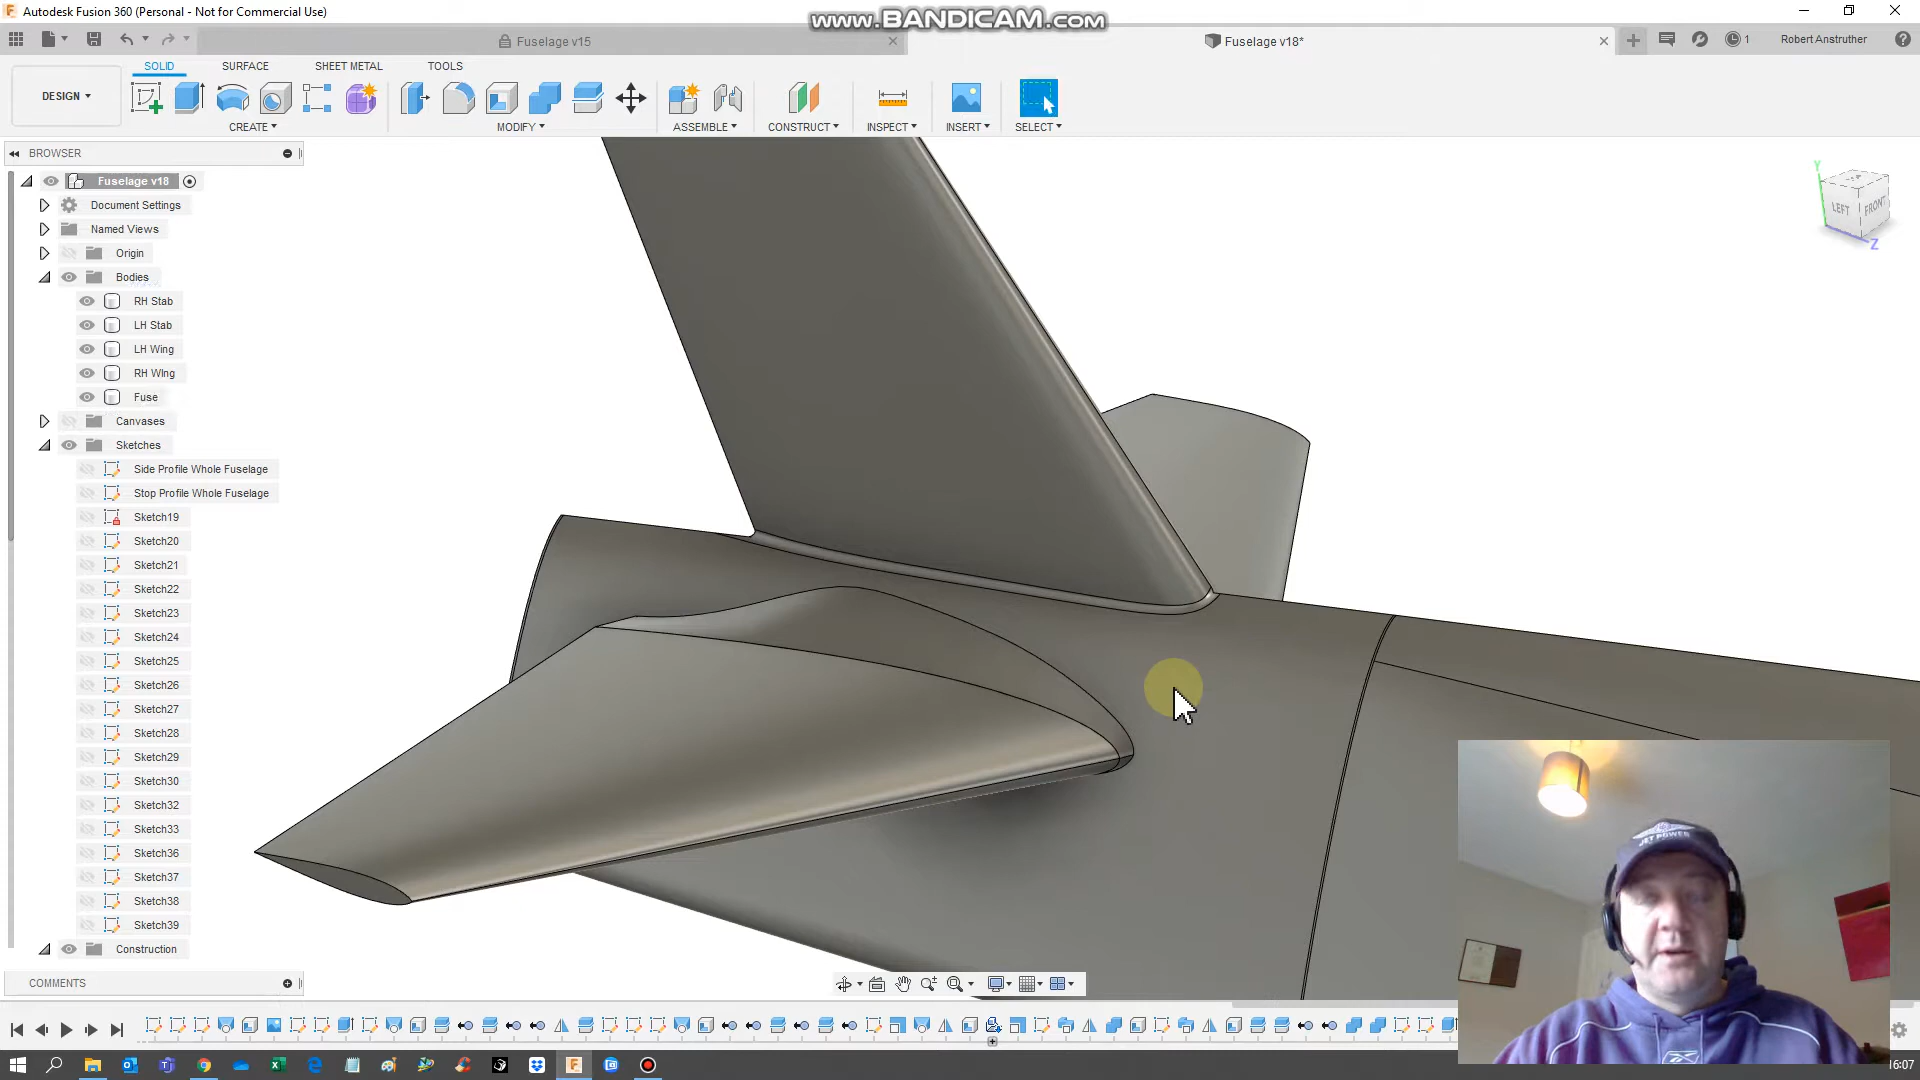 Autodesk Fusion 360 (Personal - Not for Commercial Use)
www.BANDICAM.com
Fuselage v15
Fuselage v18*
1
Robert Anstruther
DESIGN
SOLID
SURFACE
SHEET METAL
TOOLS
CREATE
MODIFY
ASSEMBLE
CONSTRUCT
INSPECT
INSERT
SELECT
BROWSER
Fuselage v18
Document Settings
Named Views
Origin
Bodies
RH Stab
LH Stab
LH Wing
RH WIng
Fuse
Canvases
Sketches
Side Profile Whole Fuselage
Stop Profile Whole Fuselage
Sketch19
Sketch20
Sketch21
Sketch22
Sketch23
Sketch24
Sketch25
Sketch26
Sketch27
Sketch28
Sketch29
Sketch30
Sketch32
Sketch33
Sketch36
Sketch37
Sketch38
Sketch39
Construction
COMMENTS
Y
LEFT
FRONT
Z
JET POWER
16:07